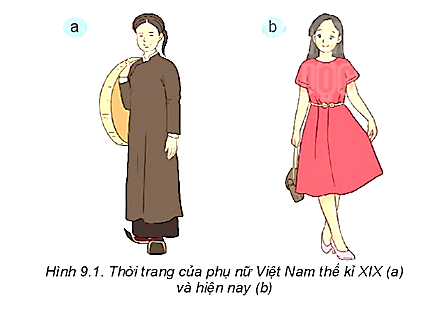 a
b
Hình 9.1. Thời trang của phụ nữ Việt Nam thế kỉ XIX (a)
và hiện nay (b)